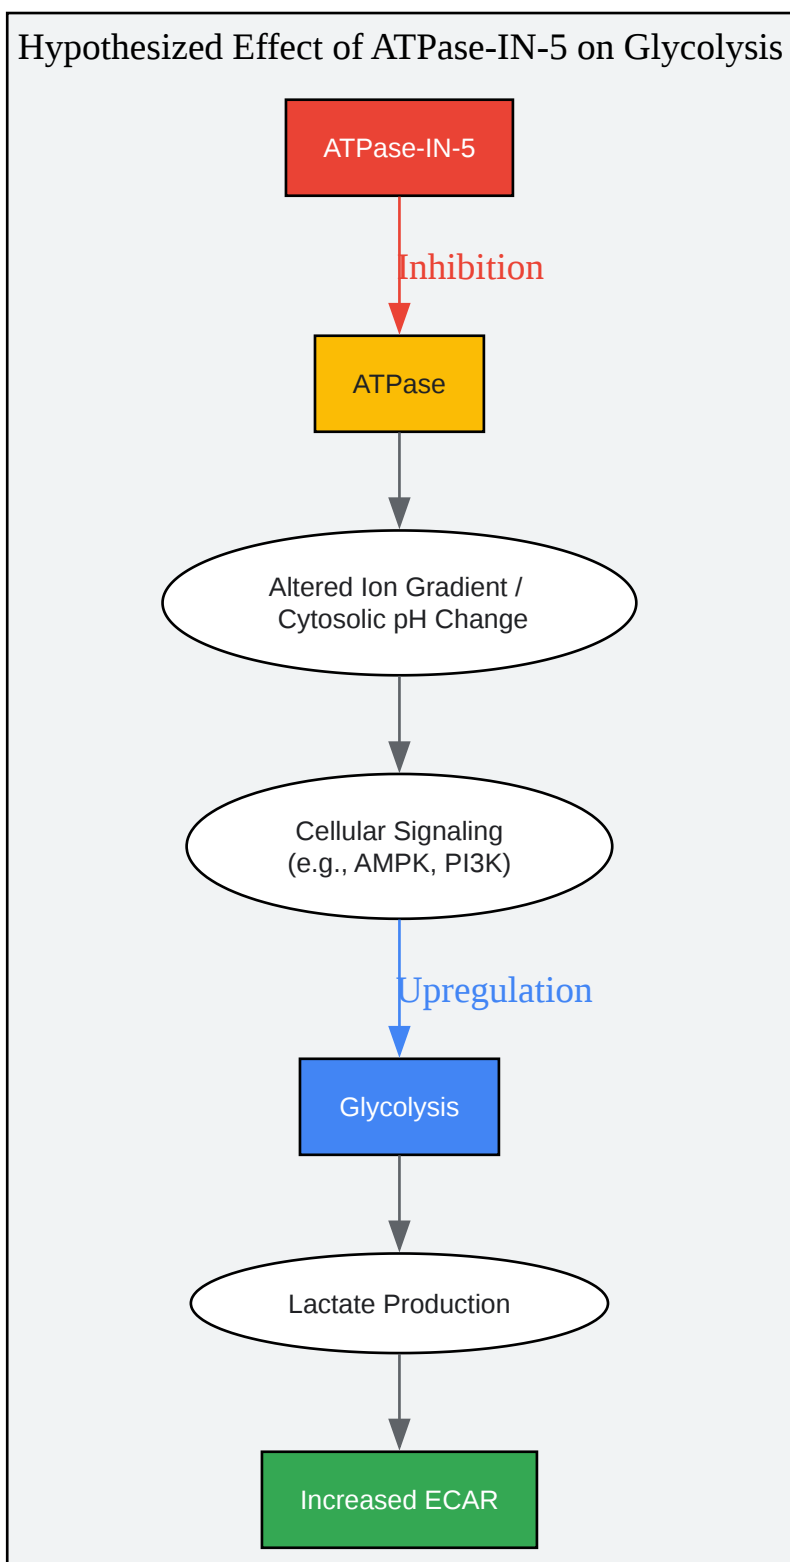 Hypothesized Effect of ATPase-IN-5 on Glycolysis
ATPase-IN-5
Inhibition
ATPase
Altered Ion Gradient /
Cytosolic pH Change
Cellular Signaling
(e.g., AMPK, PI3K)
Upregulation
Glycolysis
Lactate Production
Increased ECAR